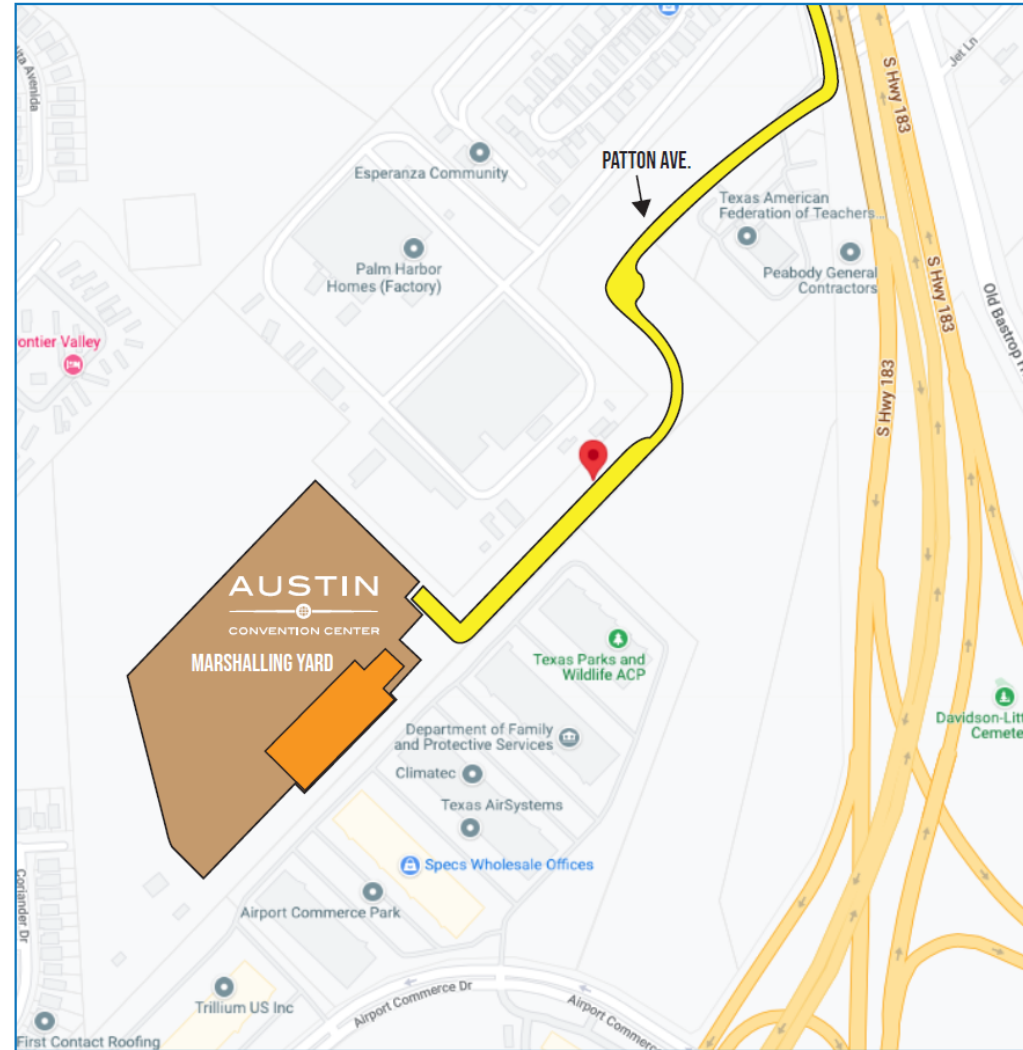 Jet Ln
S Hwy 183
PATTON AVE.
Esperanza Community
Texas American
Federation of Teachers...
Palm Harbor
Homes (Factory)
Peabody General
Contractors
S Hwy 183
Old Bastrop
ontier Valley
S Hwy 183
AUSTIN
CONVENTION CENTER
MARSHALLING YARD
Texas Parks and
Wildlife ACP
Davidson-Litt
Cemete
Department of Family
and Protective Services
Climatec
Texas AirSystems
Specs Wholesale Offices
Coriander Dr
Airport Commerce Park
Airport Commerce Dr
Airport Commerc
Trillium US Inc
First Contact Roofing